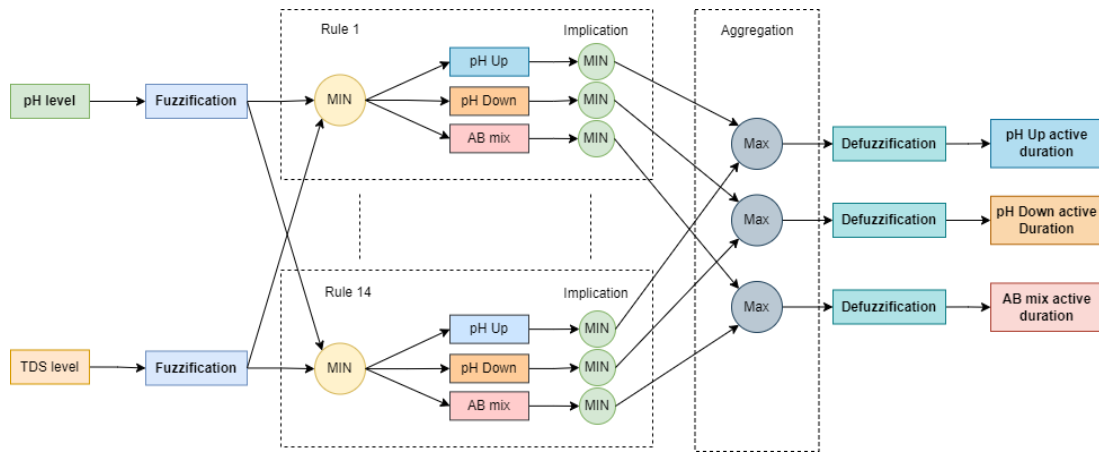 Rule 1
Implication
Aggregation
pH level
Fuzzification
MIN
pH Up
MIN
pH Down
MIN
AB mix
MIN
Max
Defuzzification
pH Up active
duration
Max
Defuzzification
pH Down active
Duration
Rule 14
Implication
Max
Defuzzification
AB mix active
duration
TDS level
Fuzzification
MIN
pH Up
MIN
pH Down
MIN
AB mix
MIN